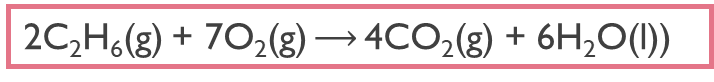 2C₂H₆(g) + 7O₂(g) ⟶ 4CO₂(g) + 6H₂O(l))